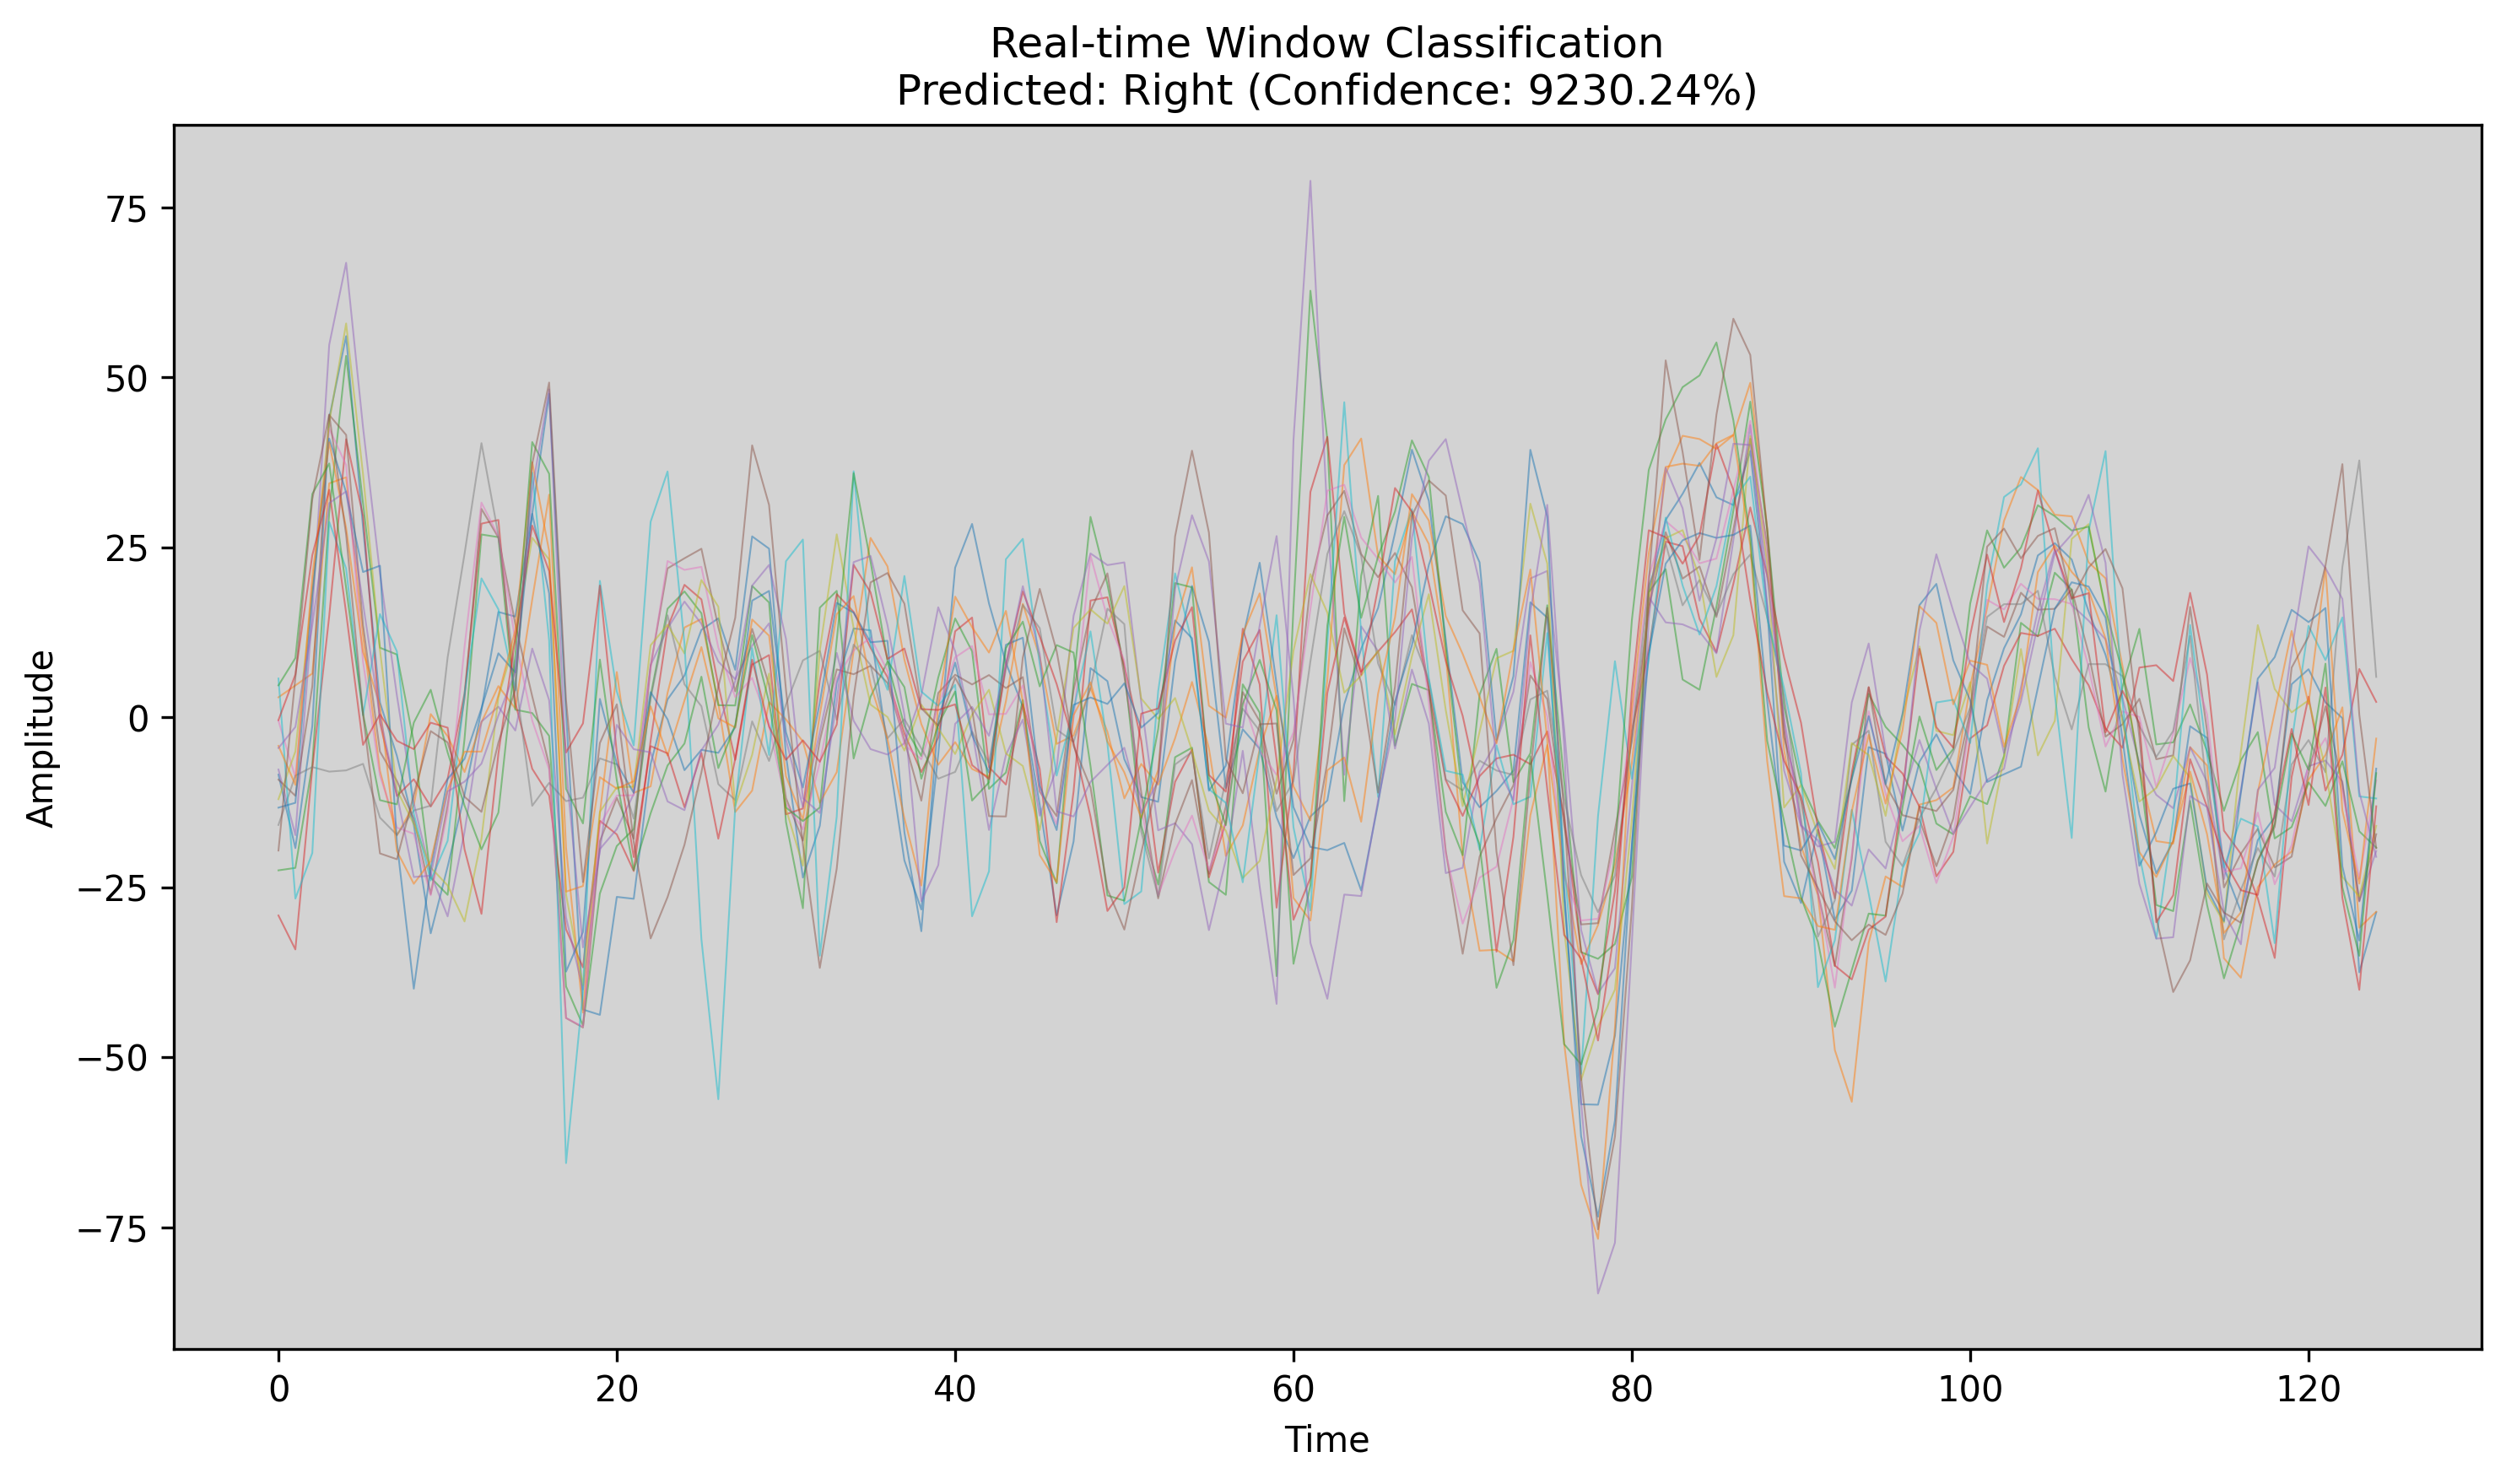 Real-time Window Classification
Predicted: Right (Confidence: 9230.24%)
75
50
25
0
−25
−50
−75
Amplitude
0 20 40 60 80 100 120
Time